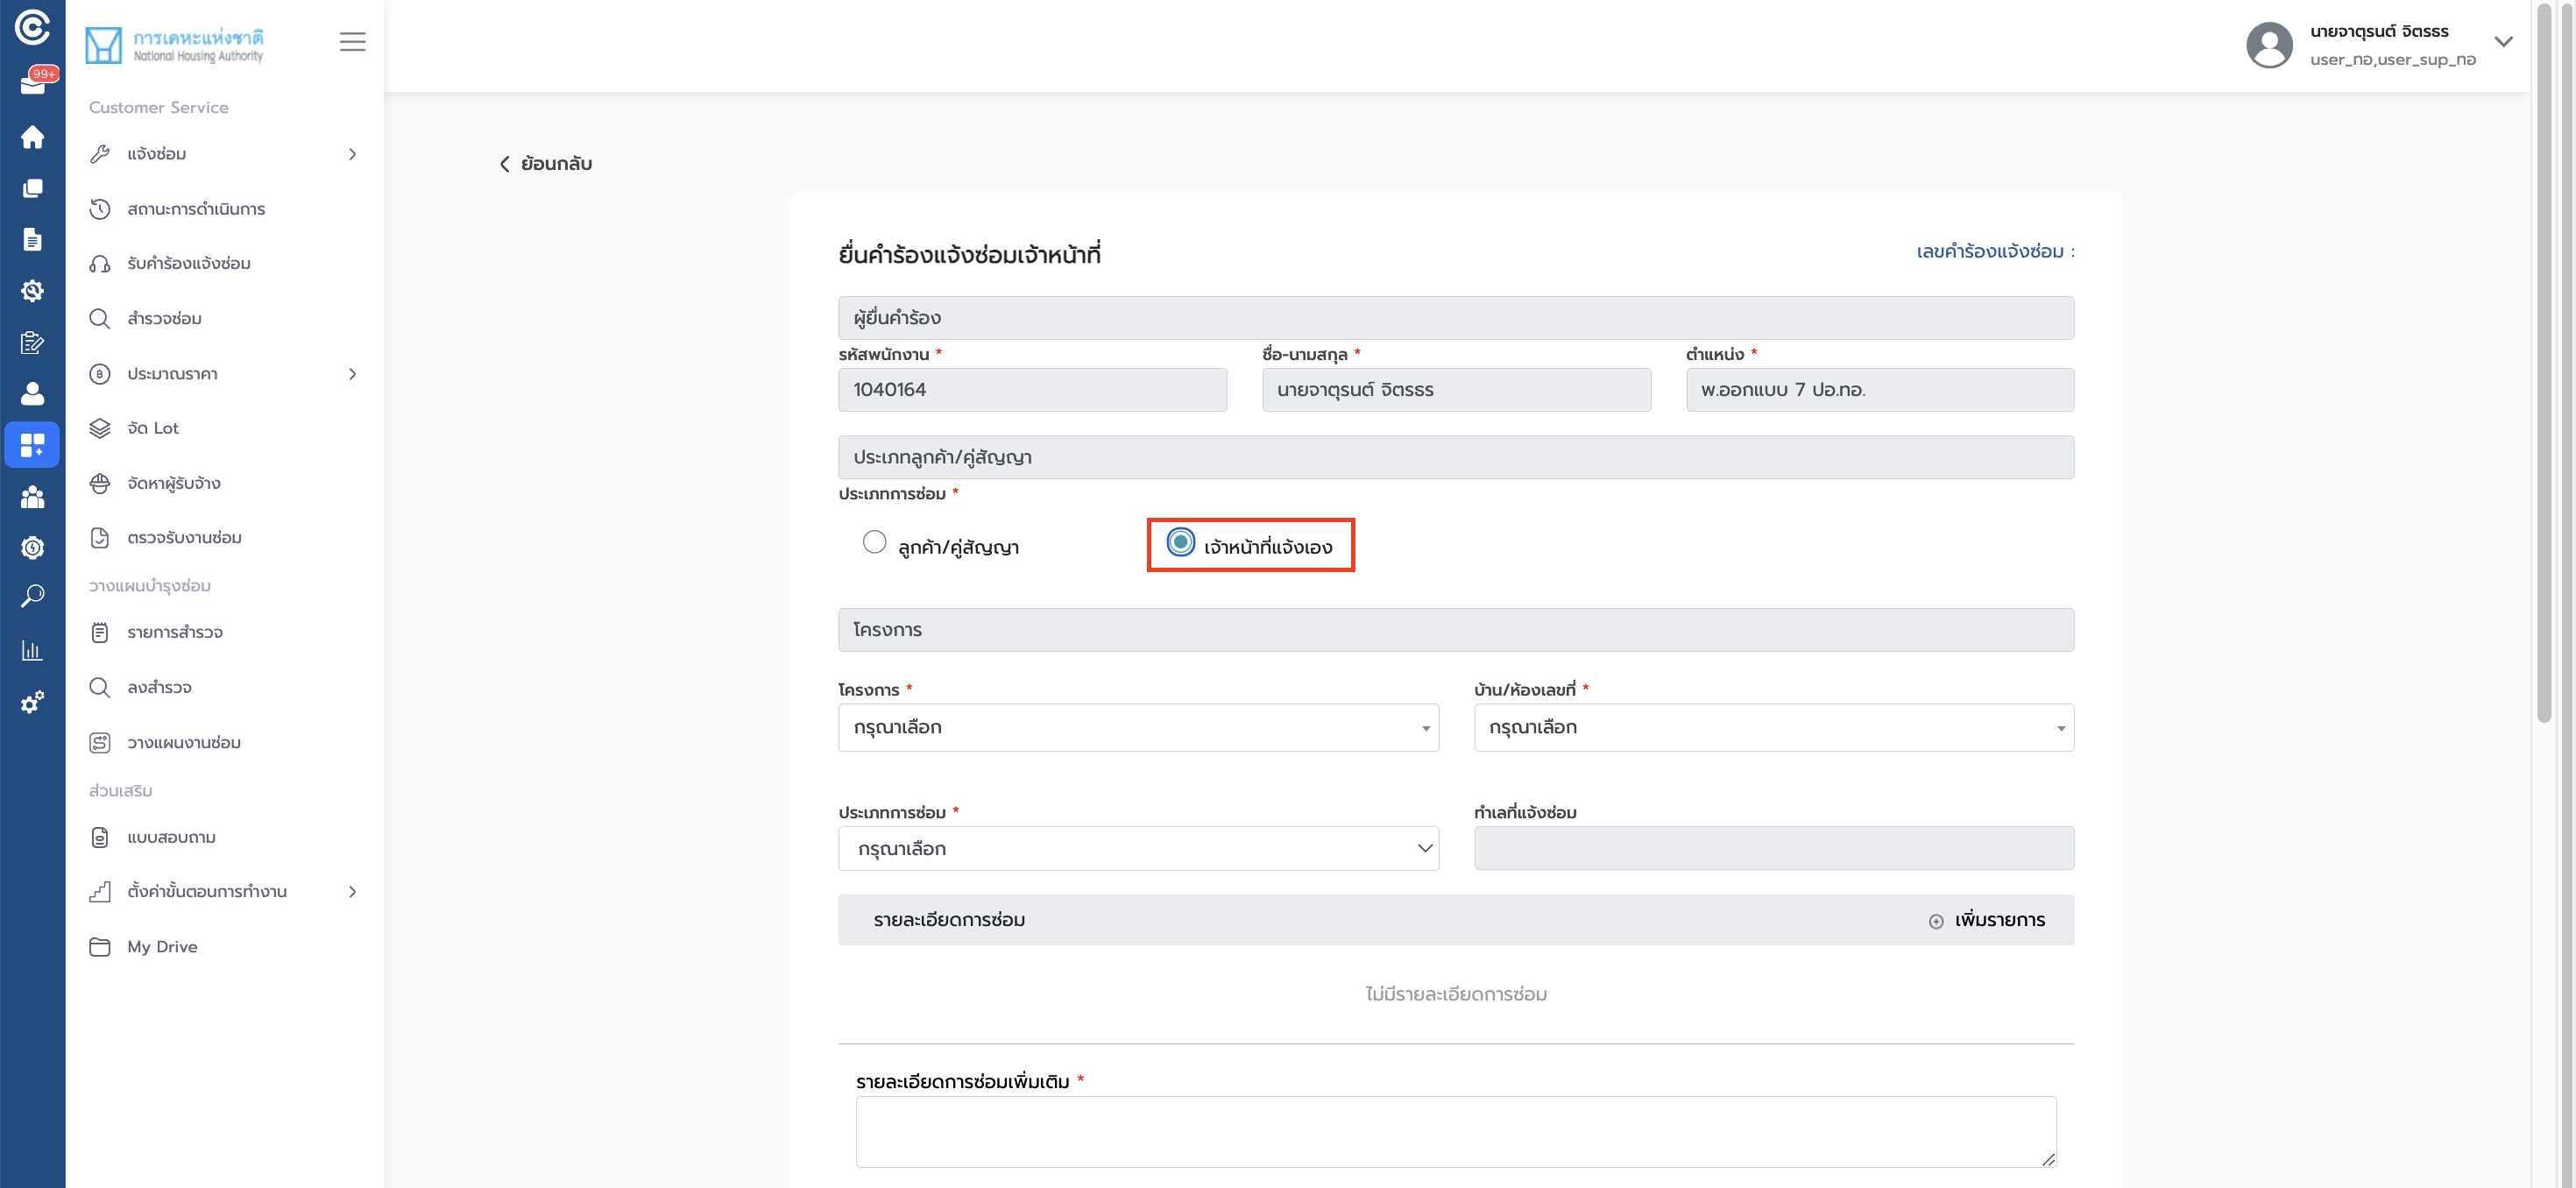 99+
การเคหะแห่งชาติ
National Housing Authority
Customer Service
แจ้งซ่อม
สถานะการดำเนินการ
รับคำร้องแจ้งซ่อม
สำรวจซ่อม
ประมาณราคา
จัด Lot
จัดหาผู้รับจ้าง
ตรวจรับงานซ่อม
วางแผนบำรุงซ่อม
รายการสำรวจ
ลงสำรวจ
วางแผนงานซ่อม
ส่วนเสริม
แบบสอบถาม
ตั้งค่าขั้นตอนการทำงาน
My Drive
นายจาตุรนต์ จิตรธร
user_ทอ,user_sup_ทอ
ย้อนกลับ
ยื่นคำร้องแจ้งซ่อมเจ้าหน้าที่
เลขคำร้องแจ้งซ่อม :
ผู้ยื่นคำร้อง
รหัสพนักงาน * ชื่อ-นามสกุล * ตำแหน่ง *
1040164 นายจาตุรนต์ จิตรธร พ.ออกแบบ 7 ปอ.ทอ.
ประเภทลูกค้า/คู่สัญญา
ประเภทการซ่อม *
ลูกค้า/คู่สัญญา เจ้าหน้าที่แจ้งเอง
โครงการ
โครงการ * บ้าน/ห้องเลขที่ *
กรุณาเลือก กรุณาเลือก
ประเภทการซ่อม * ทำเลที่แจ้งซ่อม
กรุณาเลือก
รายละเอียดการซ่อม เพิ่มรายการ
ไม่มีรายละเอียดการซ่อม
รายละเอียดการซ่อมเพิ่มเติม *